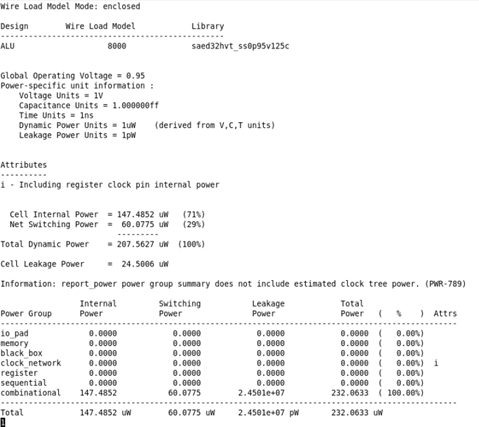 Wire Load Model Mode: enclosed
Design Wire Load Model Library
------------------------------------------------
ALU 8000 saed32hvt_ss0p95v125c
Global Operating Voltage = 0.95
Power-specific unit information :
Voltage Units = 1V
Capacitance Units = 1.000000ff
Time Units = 1ns
Dynamic Power Units = 1uW (derived from V,C,T units)
Leakage Power Units = 1pW
Attributes
----------
i - Including register clock pin internal power
Cell Internal Power = 147.4852 uW (71%)
Net Switching Power = 60.0775 uW (29%)
---------
Total Dynamic Power = 207.5627 uW (100%)
Cell Leakage Power = 24.5006 uW
Information: report_power power group summary does not include estimated clock tree power. (PWR-789)
Internal Switching Leakage Total
Power Group Power Power Power Power ( % ) Attrs
--------------------------------------------------------------------------------
io_pad 0.0000 0.0000 0.0000 0.0000 ( 0.00%)
memory 0.0000 0.0000 0.0000 0.0000 ( 0.00%)
black_box 0.0000 0.0000 0.0000 0.0000 ( 0.00%)
clock_network 0.0000 0.0000 0.0000 0.0000 ( 0.00%) i
register 0.0000 0.0000 0.0000 0.0000 ( 0.00%)
sequential 0.0000 0.0000 0.0000 0.0000 ( 0.00%)
combinational 147.4852 60.0775 2.4501e+07 232.0633 ( 100.00%)
--------------------------------------------------------------------------------
Total 147.4852 uW 60.0775 uW 2.4501e+07 pW 232.0633 uW
1